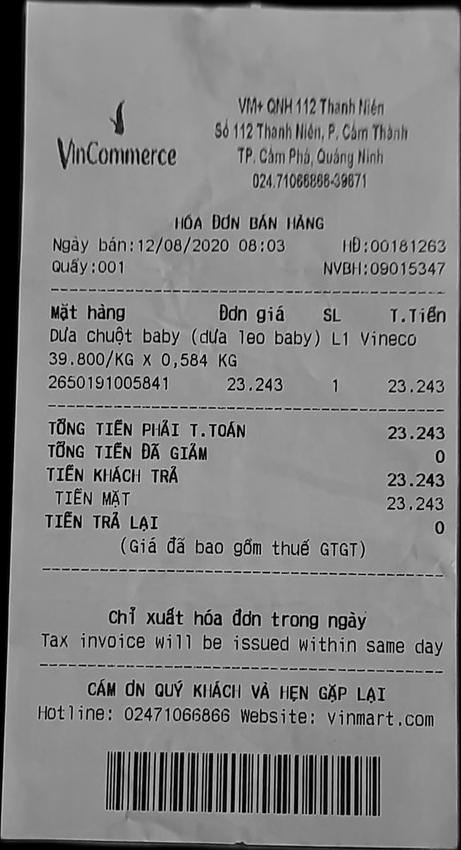 VinCommerce
VM+ QNH 112 Thanh Niên
Số 112 Thanh Niên, P. Cẩm Thành
TP. Cẩm Phả, Quảng Ninh
024.71066866-39671
HÓA ĐƠN BÁN HÀNG
Ngày bán:12/08/2020 08:03 HĐ:00181263
Quầy:001 NVBH:09015347
Mặt hàng Đơn giá SL T.Tiền
Dưa chuột baby (dưa leo baby) L1 Vineco
39.800/KG X 0,584 KG
2650191005841 23.243 1 23.243
TỔNG TIỀN PHẢI T.TOÁN 23.243
TỔNG TIỀN ĐÃ GIẢM 0
TIỀN KHÁCH TRẢ 23.243
TIỀN MẶT 23.243
TIỀN TRẢ LẠI 0
(Giá đã bao gồm thuế GTGT)
Chỉ xuất hóa đơn trong ngày
Tax invoice will be issued within same day
CẢM ƠN QUÝ KHÁCH VÀ HẸN GẶP LẠI
Hotline: 02471066866 Website: vinmart.com